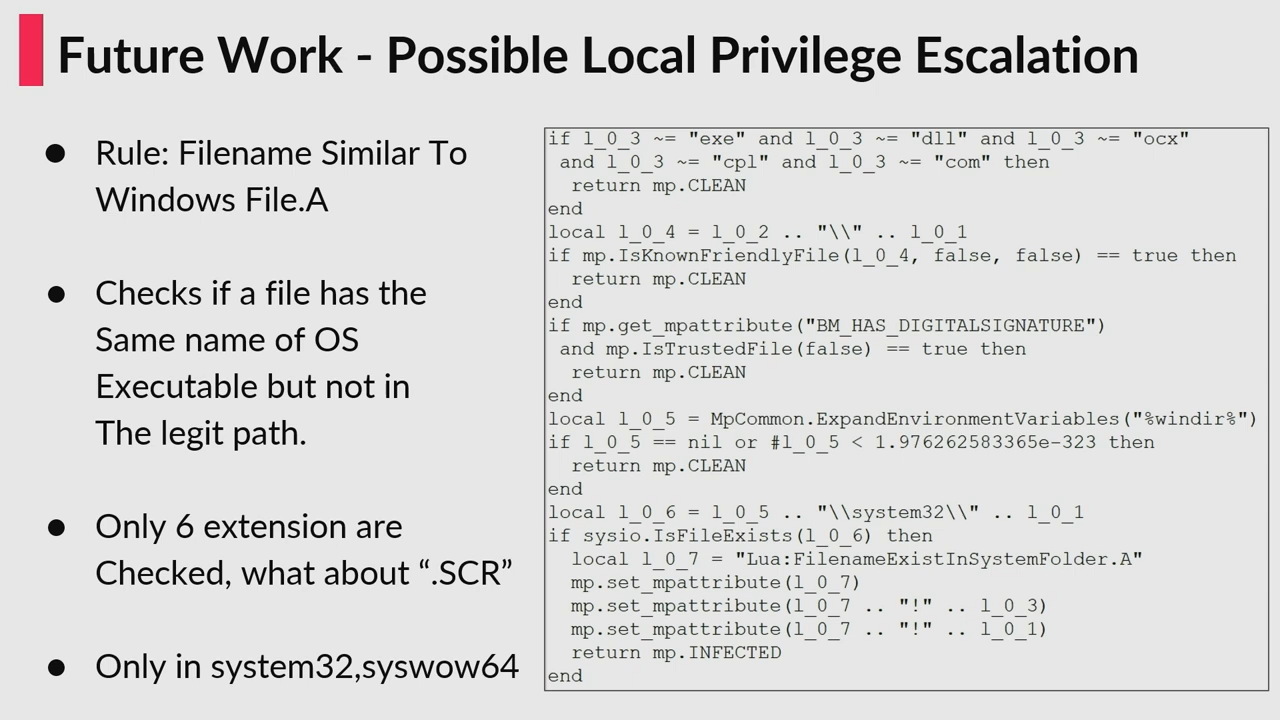 Future Work - Possible Local Privilege Escalation
● Rule: Filename Similar To
Windows File.A
● Checks if a file has the
Same name of OS
Executable but not in
The legit path.
● Only 6 extension are
Checked, what about “.SCR”
● Only in system32,syswow64
if l_0_3 ~= "exe" and l_0_3 ~= "dll" and l_0_3 ~= "ocx"
 and l_0_3 ~= "cpl" and l_0_3 ~= "com" then
  return mp.CLEAN
end
local l_0_4 = l_0_2 .. "\\" .. l_0_1
if mp.IsKnownFriendlyFile(l_0_4, false, false) == true then
  return mp.CLEAN
end
if mp.get_mpattribute("BM_HAS_DIGITALSIGNATURE")
 and mp.IsTrustedFile(false) == true then
  return mp.CLEAN
end
local l_0_5 = MpCommon.ExpandEnvironmentVariables("%windir%")
if l_0_5 == nil or #l_0_5 < 1.976262583365e-323 then
  return mp.CLEAN
end
local l_0_6 = l_0_5 .. "\\system32\\" .. l_0_1
if sysio.IsFileExists(l_0_6) then
  local l_0_7 = "Lua:FilenameExistInSystemFolder.A"
  mp.set_mpattribute(l_0_7)
  mp.set_mpattribute(l_0_7 .. "!" .. l_0_3)
  mp.set_mpattribute(l_0_7 .. "!" .. l_0_1)
  return mp.INFECTED
end